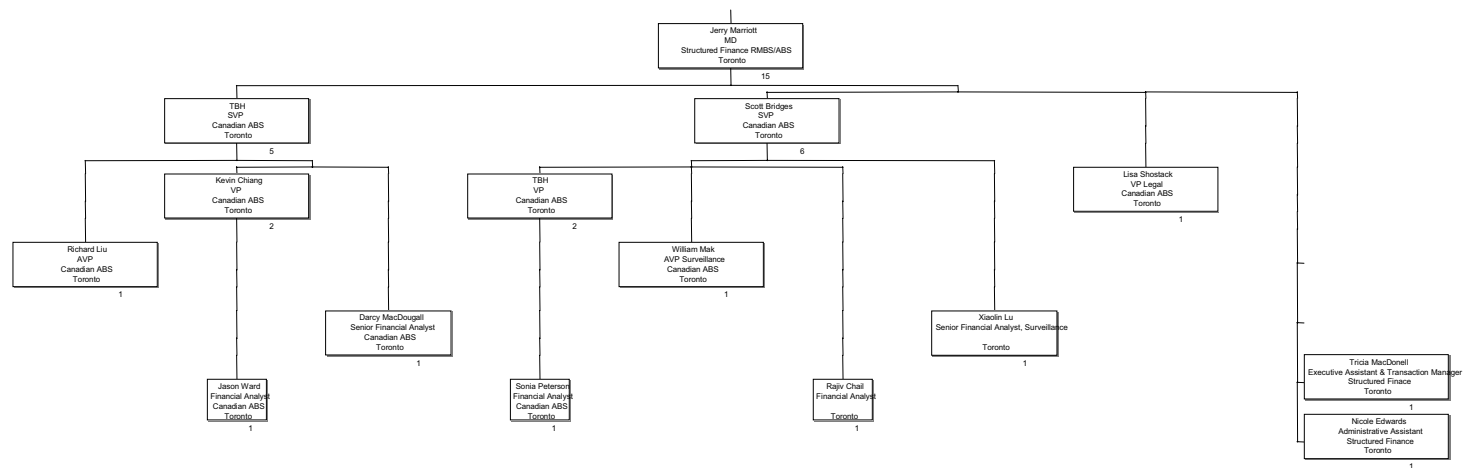 Jerry Marriott
MD
Structured Finance RMBS/ABS
Toronto
15
TBH
SVP
Canadian ABS
Toronto
5
Scott Bridges
SVP
Canadian ABS
Toronto
6
Kevin Chiang
VP
Canadian ABS
Toronto
2
TBH
VP
Canadian ABS
Toronto
2
Lisa Shostack
VP Legal
Canadian ABS
Toronto
1
Richard Liu
AVP
Canadian ABS
Toronto
1
William Mak
AVP Surveillance
Canadian ABS
Toronto
1
Darcy MacDougall
Senior Financial Analyst
Canadian ABS
Toronto
1
Xiaolin Lu
Senior Financial Analyst, Surveillance
Toronto
1
Jason Ward
Financial Analyst
Canadian ABS
Toronto
1
Sonia Peterson
Financial Analyst
Canadian ABS
Toronto
1
Rajiv Chail
Financial Analyst
Toronto
1
Tricia MacDonell
Executive Assistant & Transaction Manager
Structured Finace
Toronto
1
Nicole Edwards
Administrative Assistant
Structured Finance
Toronto
1